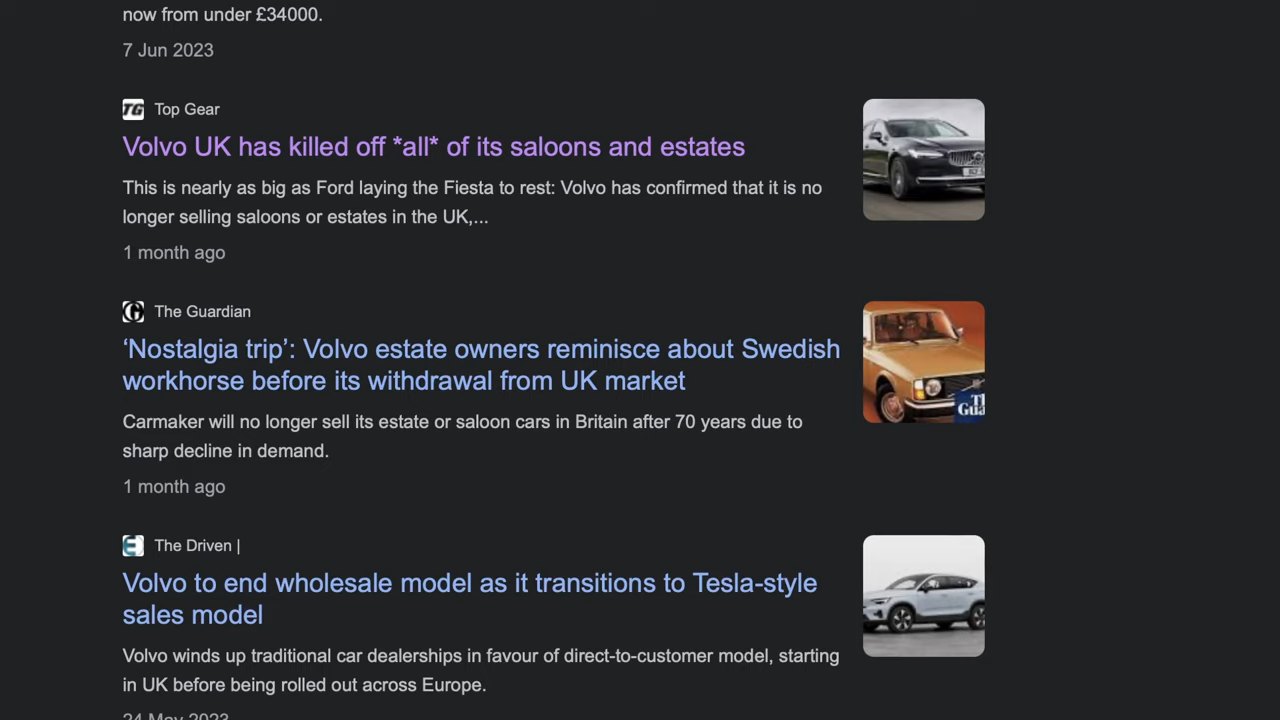 now from under £34000.
7 Jun 2023
TG Top Gear
Volvo UK has killed off *all* of its saloons and estates
This is nearly as big as Ford laying the Fiesta to rest: Volvo has confirmed that it is no
longer selling saloons or estates in the UK,...
1 month ago
G The Guardian
‘Nostalgia trip’: Volvo estate owners reminisce about Swedish
workhorse before its withdrawal from UK market
Carmaker will no longer sell its estate or saloon cars in Britain after 70 years due to
sharp decline in demand.
1 month ago
The Driven |
Volvo to end wholesale model as it transitions to Tesla-style
sales model
Volvo winds up traditional car dealerships in favour of direct-to-customer model, starting
in UK before being rolled out across Europe.
24 May 2023